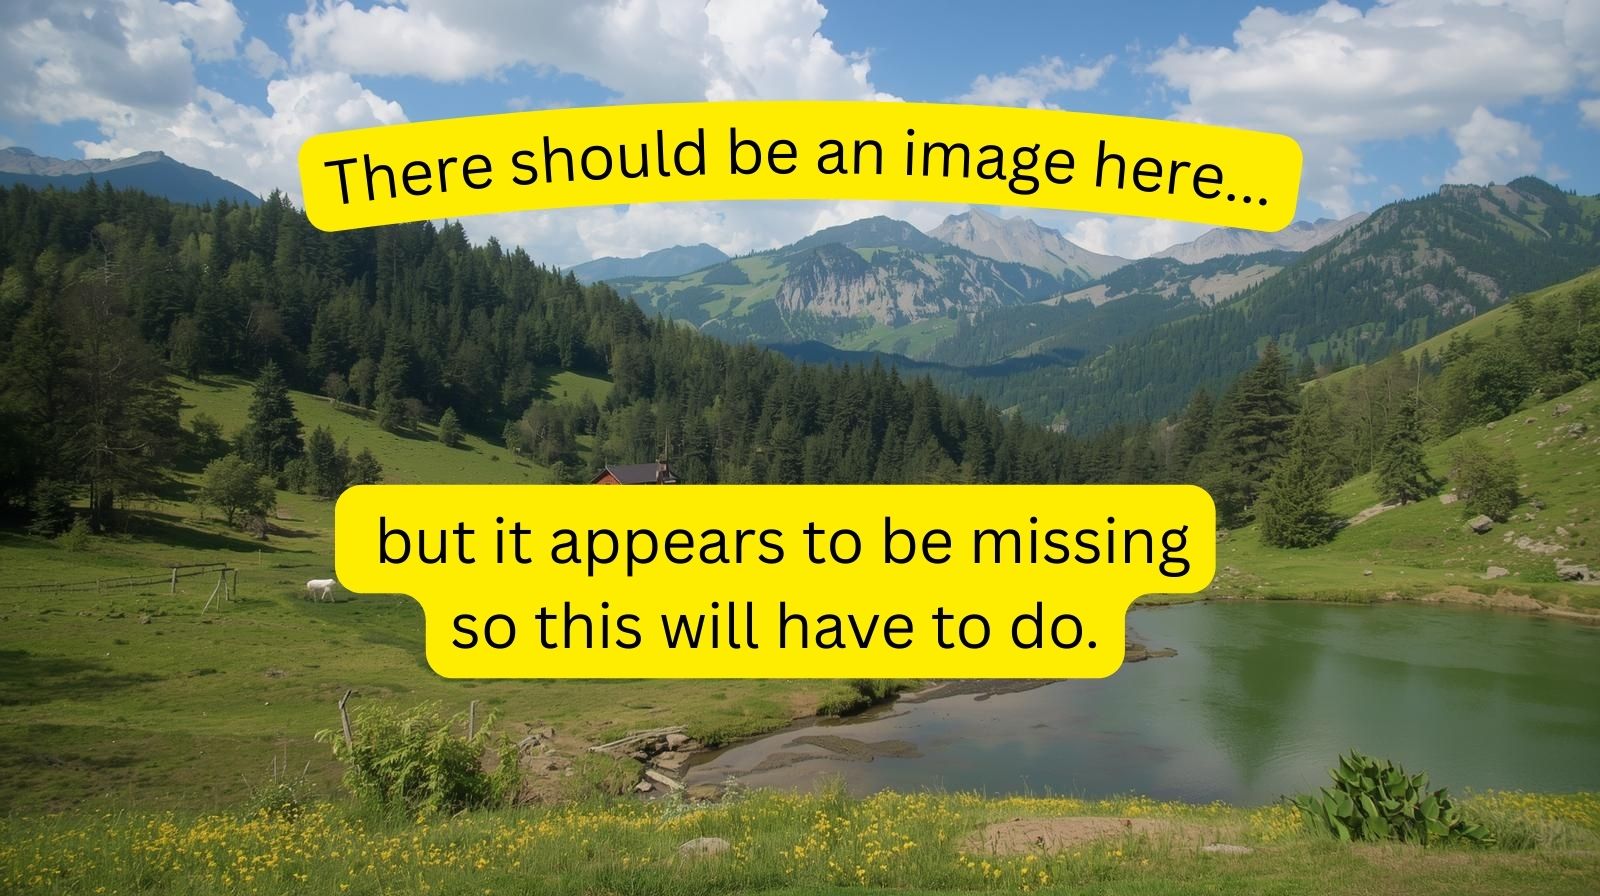 There should be an image here...
but it appears to be missing
so this will have to do.